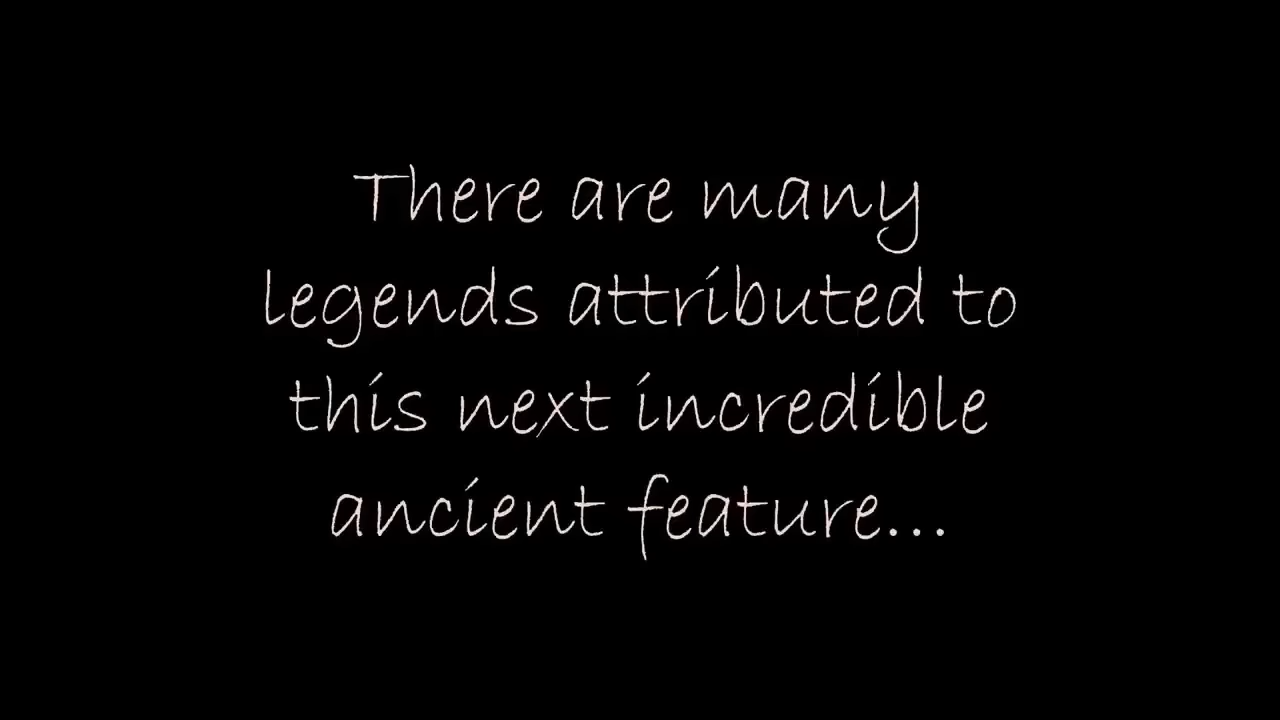 There are many
legends attributed to
this next incredible
ancient feature...